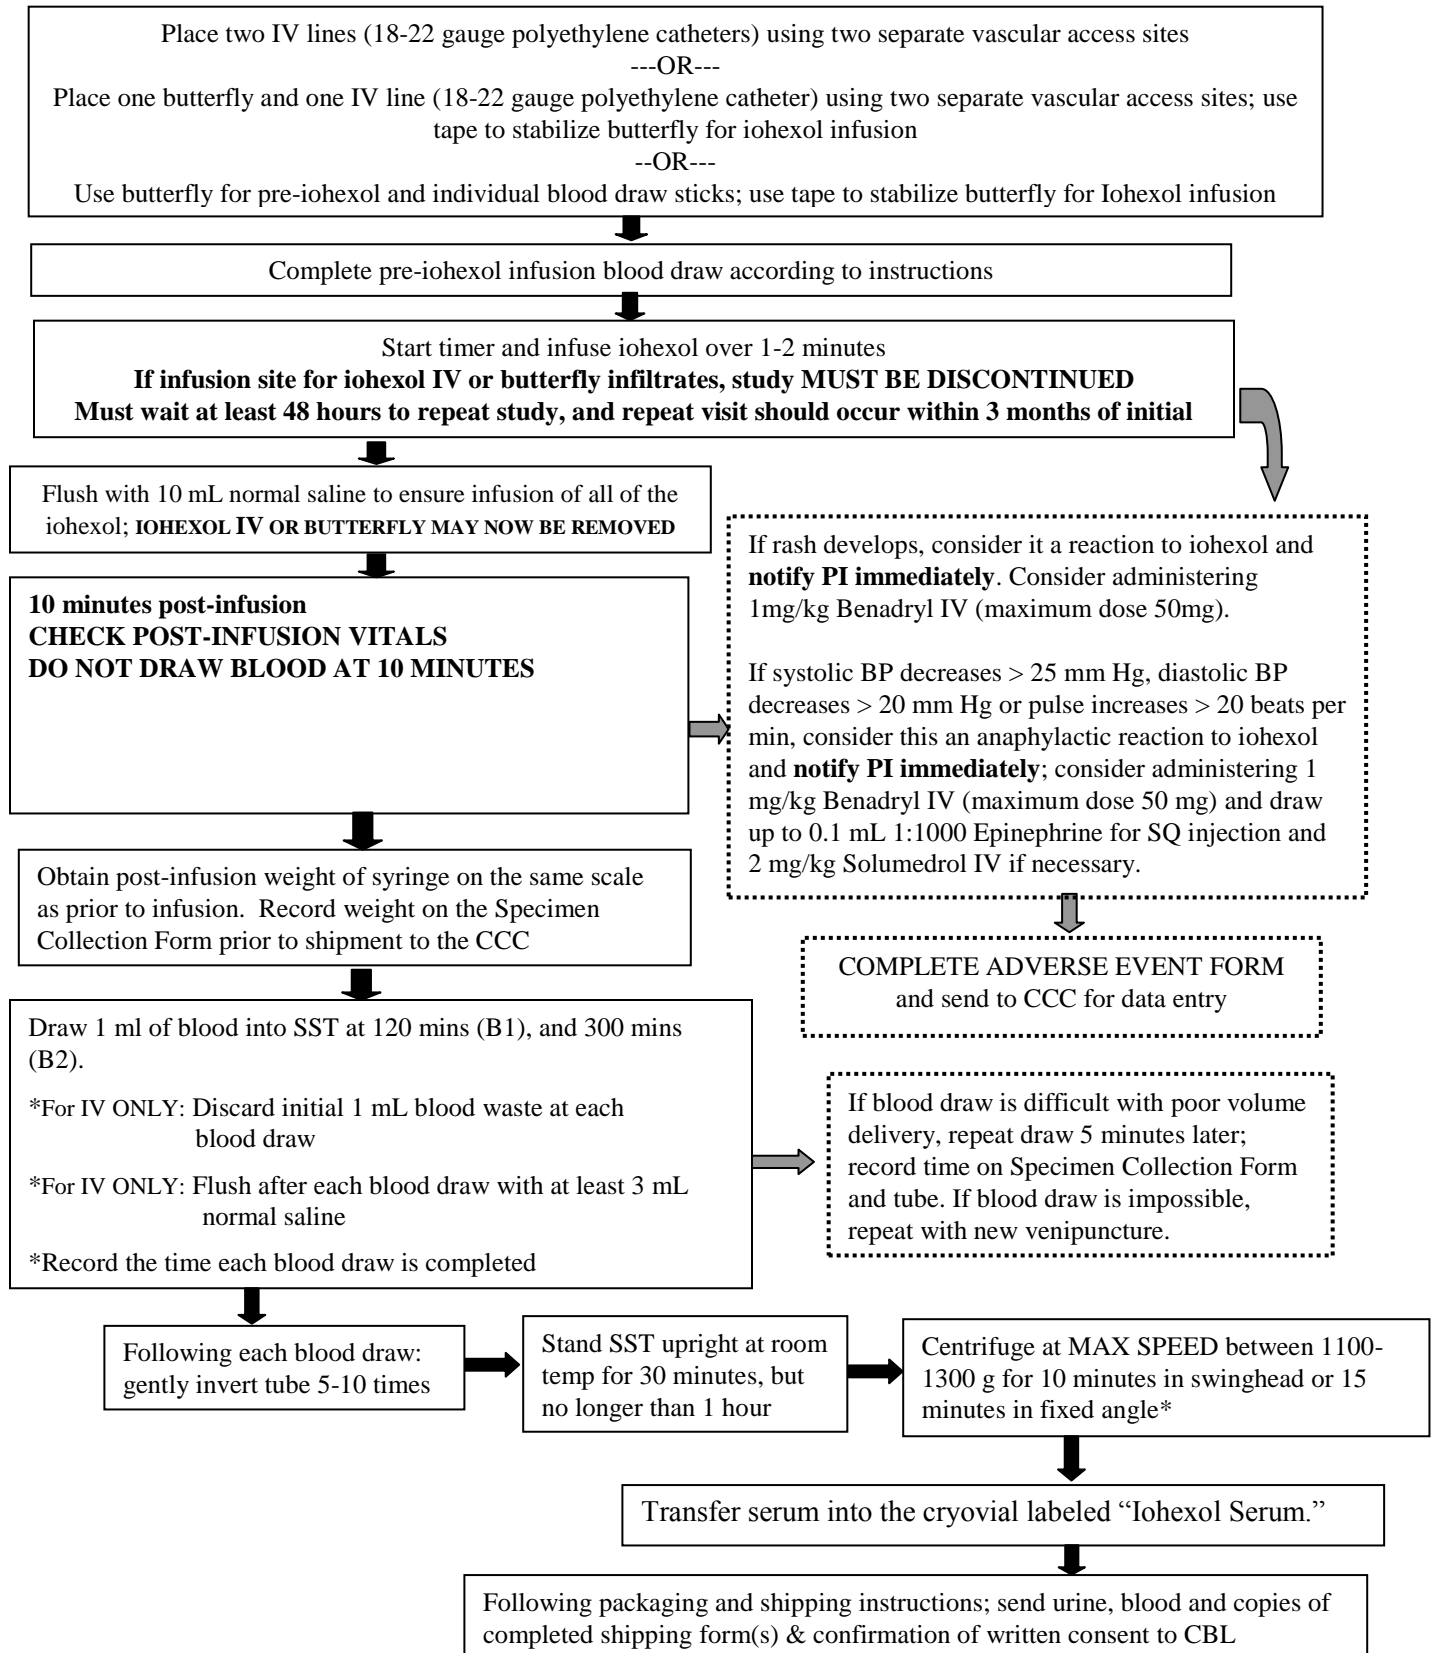 Place two IV lines (18-22 gauge polyethylene catheters) using two separate vascular access sites
---OR---
Place one butterfly and one IV line (18-22 gauge polyethylene catheter) using two separate vascular access sites; use
tape to stabilize butterfly for iohexol infusion
--OR---
Use butterfly for pre-iohexol and individual blood draw sticks; use tape to stabilize butterfly for Iohexol infusion
Complete pre-iohexol infusion blood draw according to instructions
Start timer and infuse iohexol over 1-2 minutes
If infusion site for iohexol IV or butterfly infiltrates, study MUST BE DISCONTINUED
Must wait at least 48 hours to repeat study, and repeat visit should occur within 3 months of initial
Flush with 10 mL normal saline to ensure infusion of all of the
iohexol; IOHEXOL IV OR BUTTERFLY MAY NOW BE REMOVED
10 minutes post-infusion
CHECK POST-INFUSION VITALS
DO NOT DRAW BLOOD AT 10 MINUTES
If rash develops, consider it a reaction to iohexol and
notify PI immediately. Consider administering
1mg/kg Benadryl IV (maximum dose 50mg).
If systolic BP decreases > 25 mm Hg, diastolic BP
decreases > 20 mm Hg or pulse increases > 20 beats per
min, consider this an anaphylactic reaction to iohexol
and notify PI immediately; consider administering 1
mg/kg Benadryl IV (maximum dose 50 mg) and draw
up to 0.1 mL 1:1000 Epinephrine for SQ injection and
2 mg/kg Solumedrol IV if necessary.
Obtain post-infusion weight of syringe on the same scale
as prior to infusion. Record weight on the Specimen
Collection Form prior to shipment to the CCC
COMPLETE ADVERSE EVENT FORM
and send to CCC for data entry
Draw 1 ml of blood into SST at 120 mins (B1), and 300 mins
(B2).
*For IV ONLY: Discard initial 1 mL blood waste at each
blood draw
*For IV ONLY: Flush after each blood draw with at least 3 mL
normal saline
*Record the time each blood draw is completed
If blood draw is difficult with poor volume
delivery, repeat draw 5 minutes later;
record time on Specimen Collection Form
and tube. If blood draw is impossible,
repeat with new venipuncture.
Following each blood draw:
gently invert tube 5-10 times
Stand SST upright at room
temp for 30 minutes, but
no longer than 1 hour
Centrifuge at MAX SPEED between 1100-
1300 g for 10 minutes in swinghead or 15
minutes in fixed angle*
Transfer serum into the cryovial labeled “Iohexol Serum.”
Following packaging and shipping instructions; send urine, blood and copies of
completed shipping form(s) & confirmation of written consent to CBL